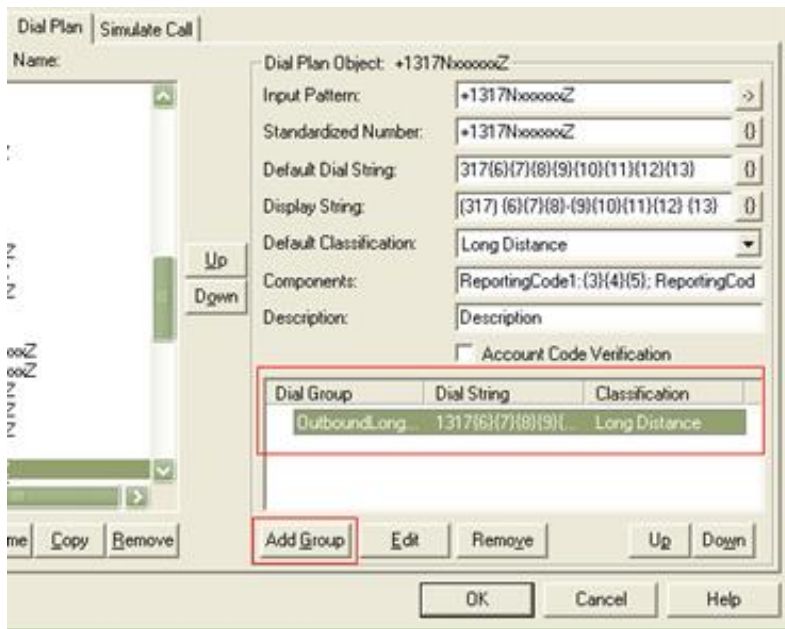 Dial Plan
Simulate Call
Name:
Dial Plan Object: +1317NxxxxxxZ
Input Pattern: +1317NxxxxxxZ ->
Standardized Number: +1317NxxxxxxZ {}
Default Dial String: 317{6}{7}{8}{9}{10}{11}{12}{13} {}
Display String: (317) {6}{7}{8}-{9}{10}{11}{12} {13} {}
Default Classification: Long Distance
Up
Components: ReportingCode1:{3}{4}{5}; ReportingCod
Down
Description: Description
Account Code Verification
Dial Group Dial String Classification
OutboundLong... 1317{6}{7}{8}{9}{... Long Distance
me Copy Remove
Add Group Edit Remove Up Down
OK Cancel Help